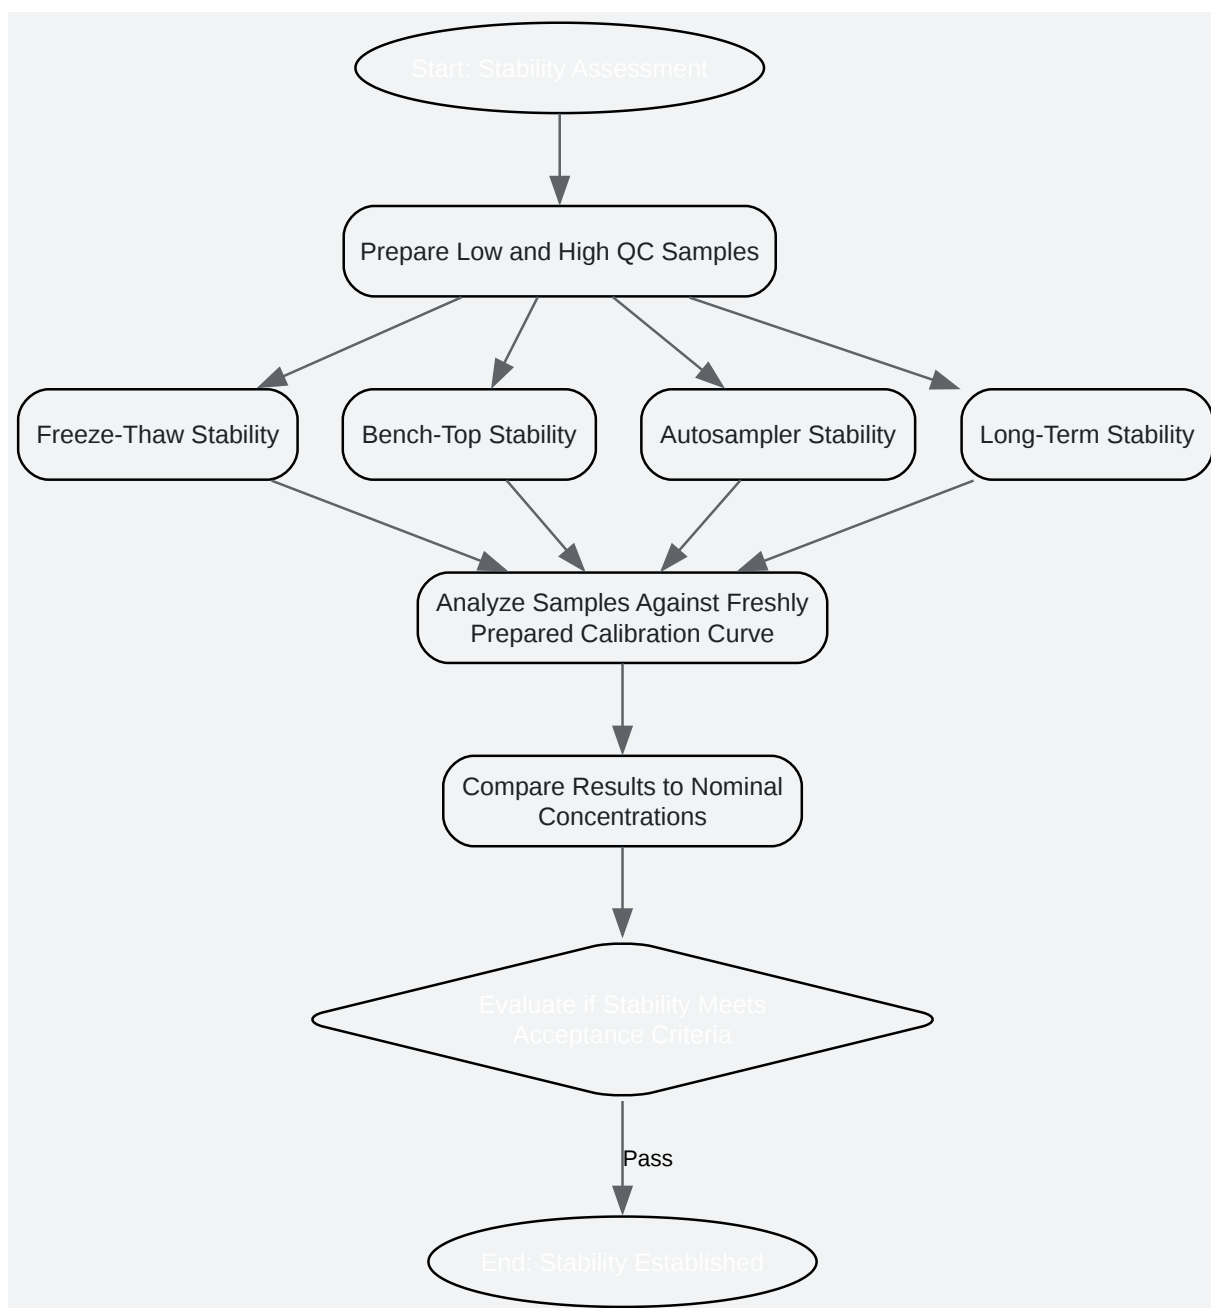 Start: Stability Assessment
Prepare Low and High QC Samples
Freeze-Thaw Stability
Bench-Top Stability
Autosampler Stability
Long-Term Stability
Analyze Samples Against Freshly
Prepared Calibration Curve
Compare Results to Nominal
Concentrations
Evaluate if Stability Meets
Acceptance Criteria
Pass
End: Stability Established